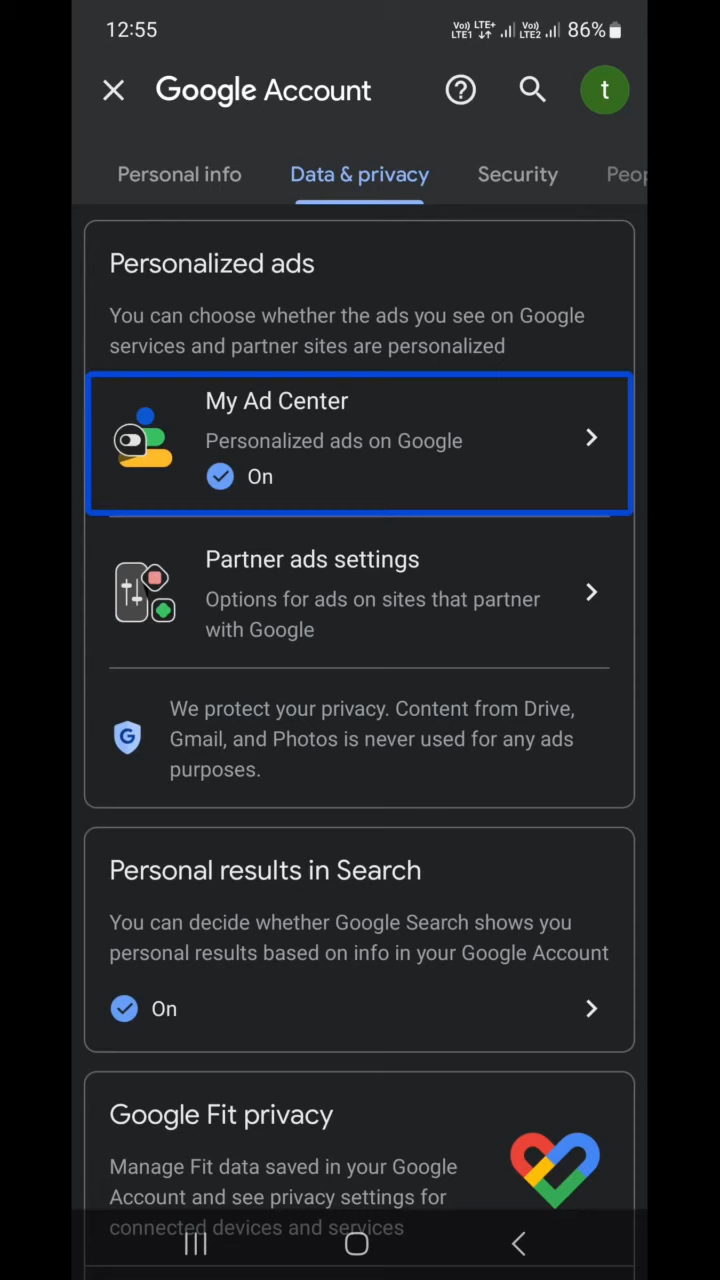 12:55
Vo) LTE1 LTE+ Vo) LTE2 86%
Google Account
t
Personal info Data & privacy Security Peop
Personalized ads
You can choose whether the ads you see on Google
services and partner sites are personalized
My Ad Center
Personalized ads on Google
On
Partner ads settings
Options for ads on sites that partner
with Google
G
We protect your privacy. Content from Drive,
Gmail, and Photos is never used for any ads
purposes.
Personal results in Search
You can decide whether Google Search shows you
personal results based on info in your Google Account
On
Google Fit privacy
Manage Fit data saved in your Google
Account and see privacy settings for
connected devices and services